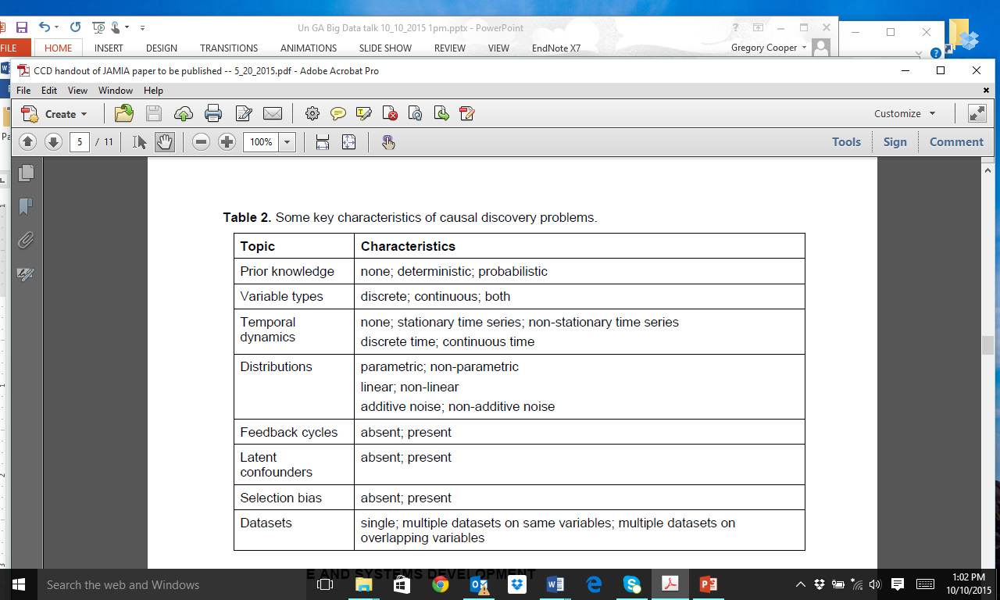 Un GA Big Data talk 10_10_2015 1pm.pptx - PowerPoint
FILE HOME INSERT DESIGN TRANSITIONS ANIMATIONS SLIDE SHOW REVIEW VIEW EndNote X7 Gregory Cooper
CCD handout of JAMIA paper to be published -- 5_20_2015.pdf - Adobe Acrobat Pro
File Edit View Window Help
Create Customize
5 / 11 100% Tools Sign Comment
Table 2. Some key characteristics of causal discovery problems.
Topic Characteristics
Prior knowledge none; deterministic; probabilistic
Variable types discrete; continuous; both
Temporal none; stationary time series; non-stationary time series
dynamics discrete time; continuous time
Distributions parametric; non-parametric
linear; non-linear
additive noise; non-additive noise
Feedback cycles absent; present
Latent absent; present
confounders
Selection bias absent; present
Datasets single; multiple datasets on same variables; multiple datasets on
overlapping variables
E AND SYSTEMS DEVELOPMENT
Search the web and Windows
1:02 PM
10/10/2015